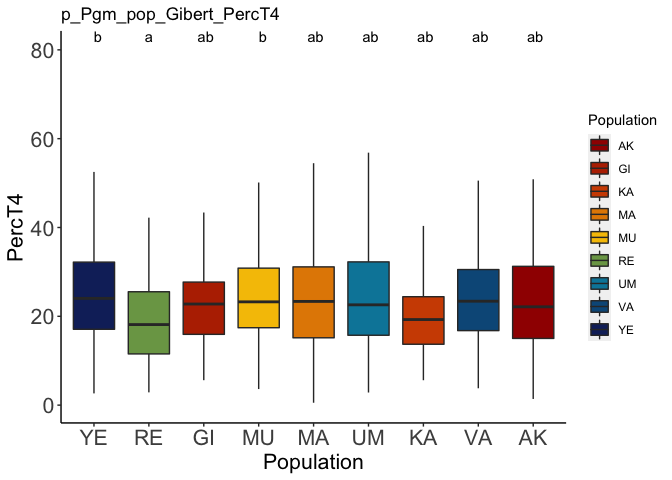 p_Pgm_pop_Gibert_PercT4
b a ab b ab ab ab ab ab
80
60
40
20
0
PercT4
YE RE GI MU MA UM KA VA AK
Population
Population
AK
GI
KA
MA
MU
RE
UM
VA
YE